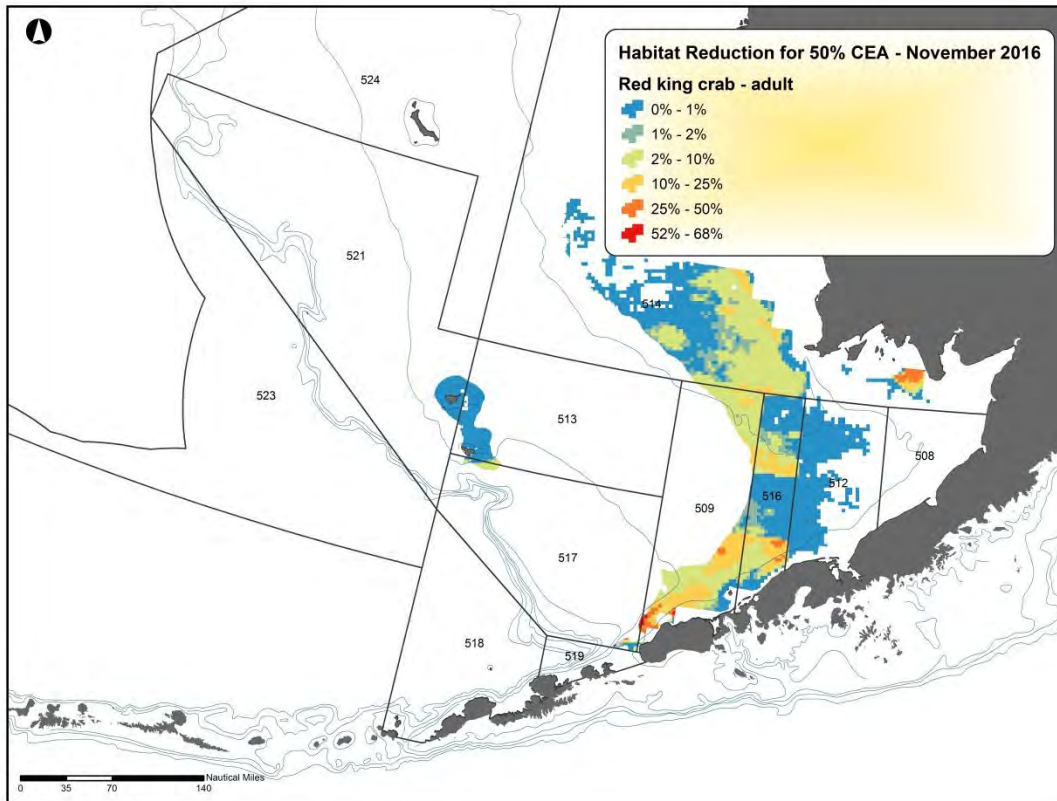 Habitat Reduction for 50% CEA - November 2016
Red king crab - adult
0% - 1%
1% - 2%
2% - 10%
10% - 25%
25% - 50%
52% - 68%
524
521
514
523
513
508
512
516
509
517
518
519
Nautical Miles
0 35 70 140